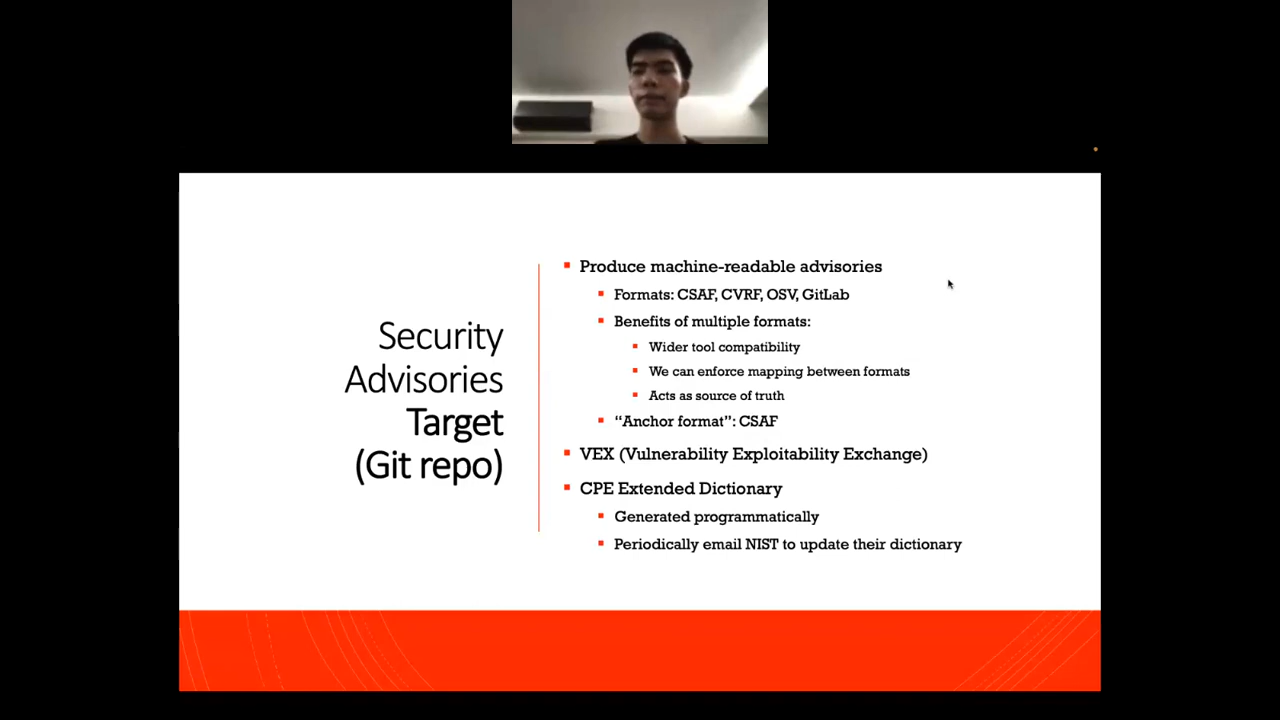 Security
Advisories
Target
(Git repo)
Produce machine-readable advisories
Formats: CSAF, CVRF, OSV, GitLab
Benefits of multiple formats:
Wider tool compatibility
We can enforce mapping between formats
Acts as source of truth
“Anchor format”: CSAF
VEX (Vulnerability Exploitability Exchange)
CPE Extended Dictionary
Generated programmatically
Periodically email NIST to update their dictionary